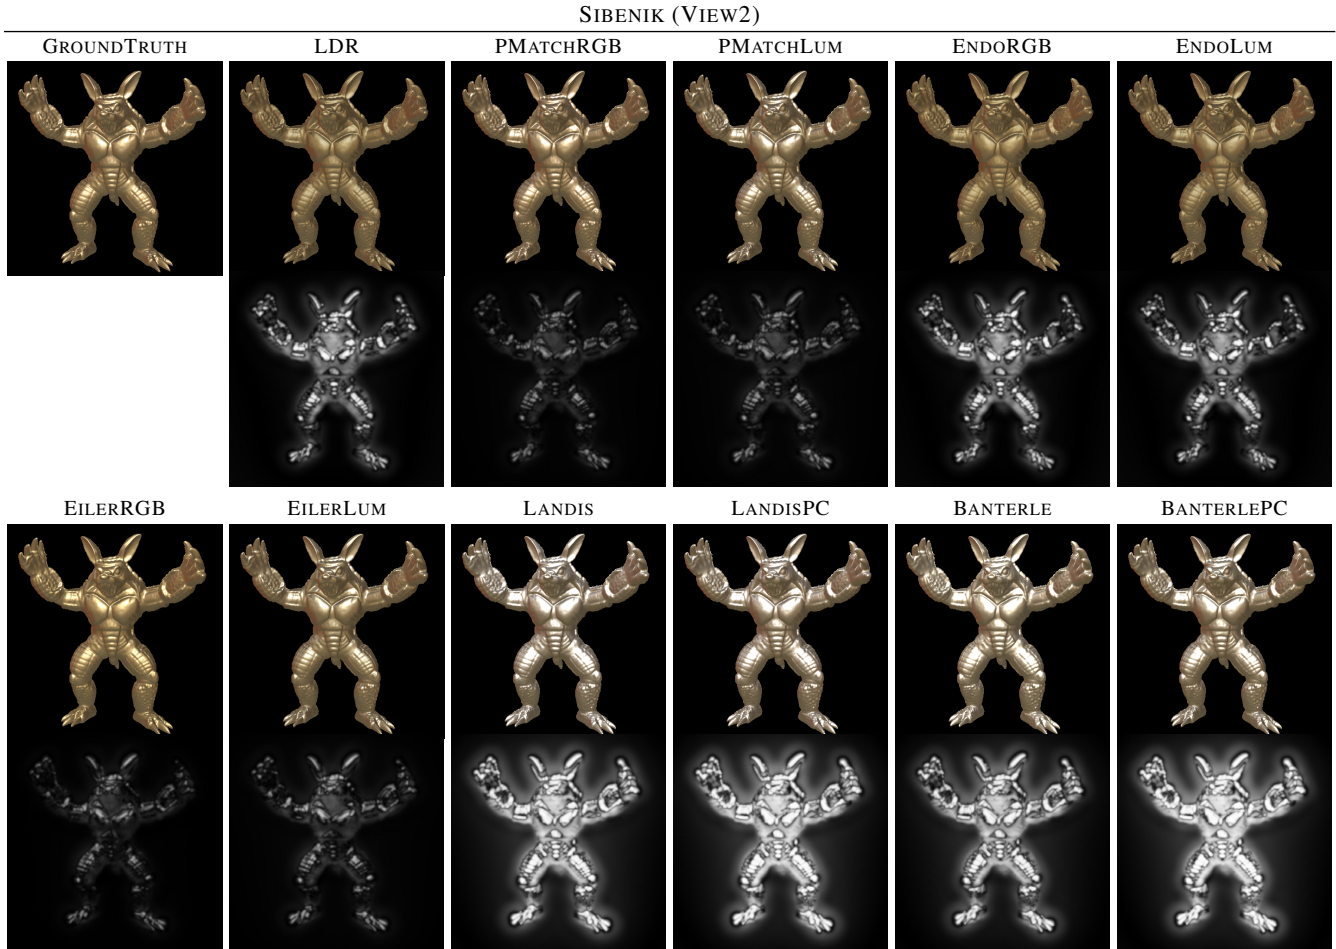 SIBENIK (VIEW2)
GROUNDTRUTH LDR PMATCHRGB PMATCHLUM ENDORGB ENDOLUM
EILERRGB EILERLUM LANDIS LANDISPC BANTERLE BANTERLEPC